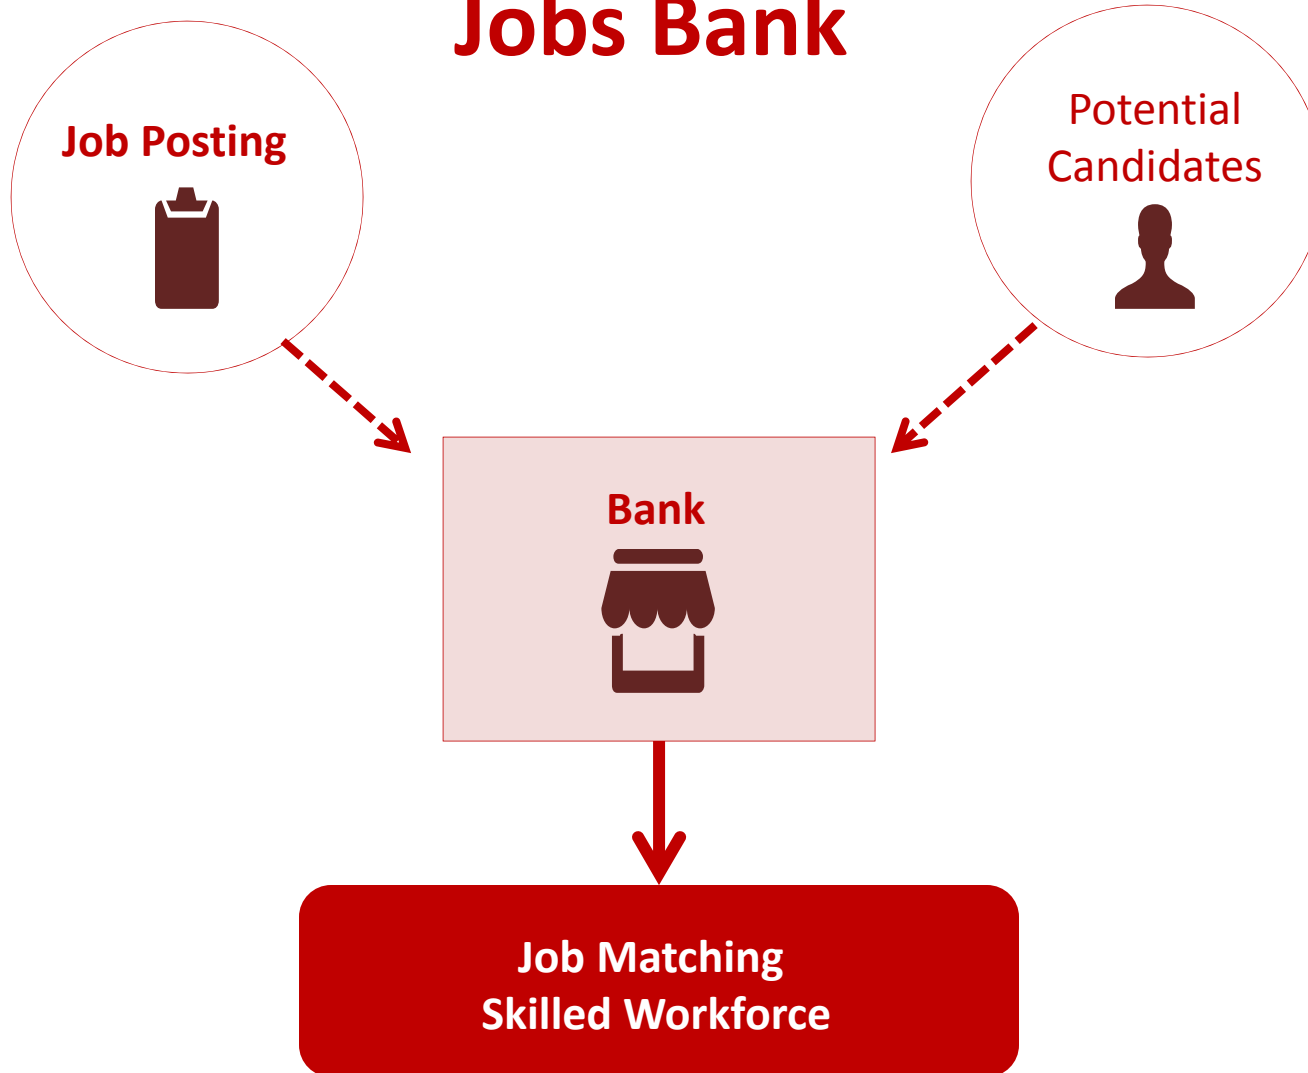 Jobs Bank
Job Posting
Potential
Candidates
Bank
Job Matching
Skilled Workforce